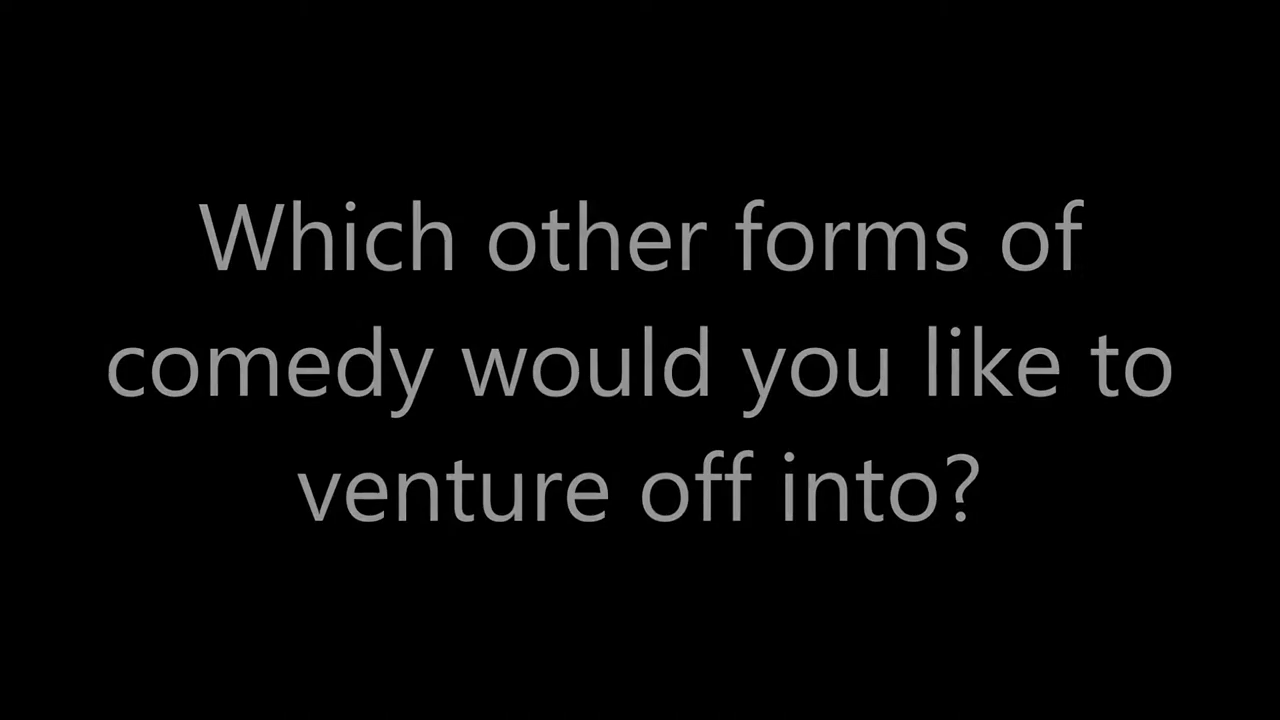 Which other forms of
comedy would you like to
venture off into?